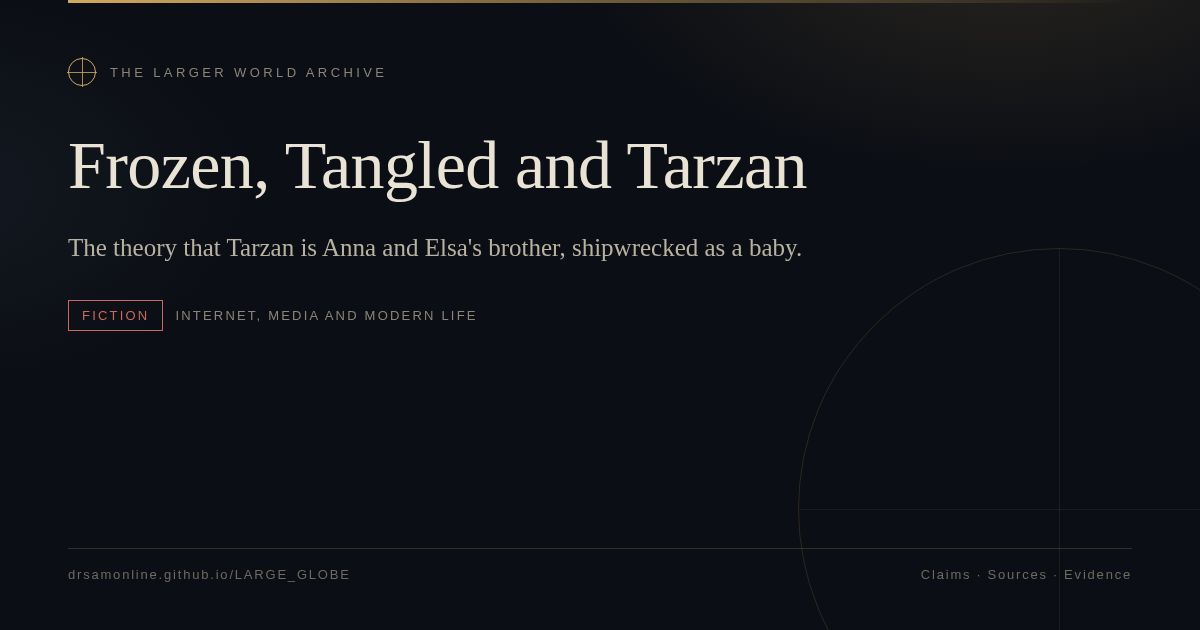 THE LARGER WORLD ARCHIVE
Frozen, Tangled and Tarzan
The theory that Tarzan is Anna and Elsa's brother, shipwrecked as a baby.
FICTION INTERNET, MEDIA AND MODERN LIFE
drsamonline.github.io/LARGE_GLOBE Claims · Sources · Evidence